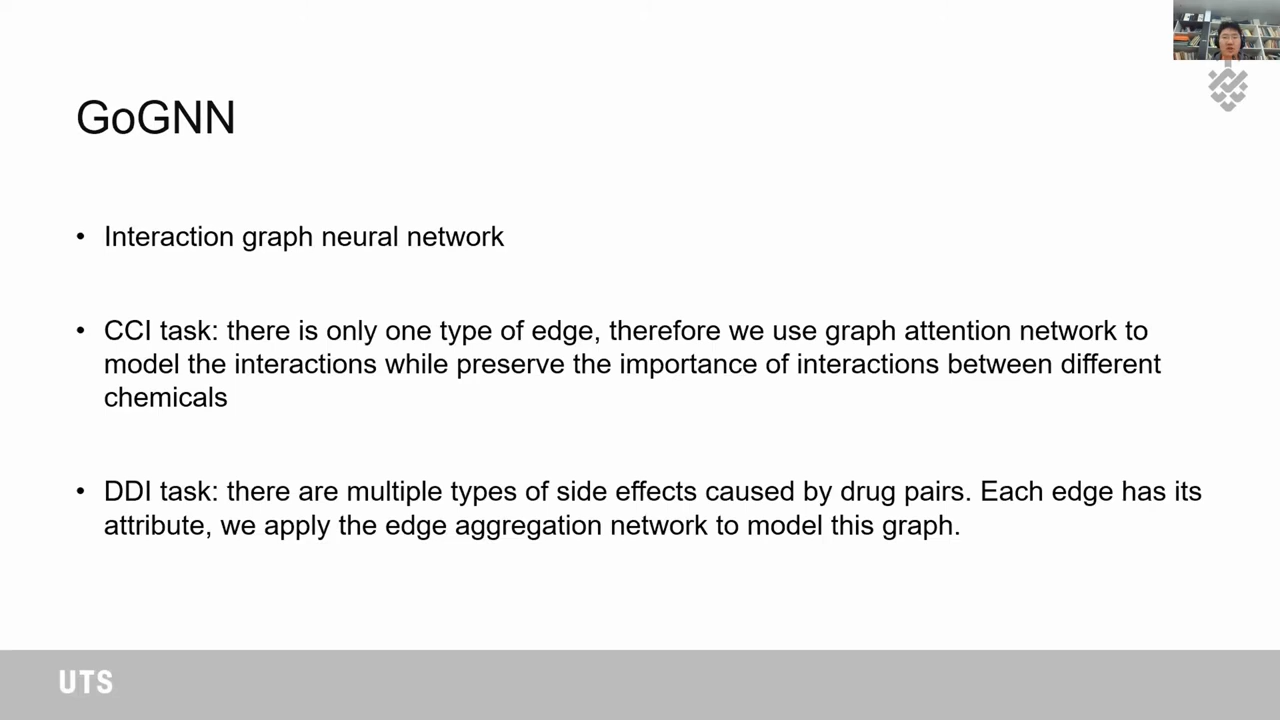 GoGNN
• Interaction graph neural network
• CCI task: there is only one type of edge, therefore we use graph attention network to
model the interactions while preserve the importance of interactions between different
chemicals
• DDI task: there are multiple types of side effects caused by drug pairs. Each edge has its
attribute, we apply the edge aggregation network to model this graph.
UTS